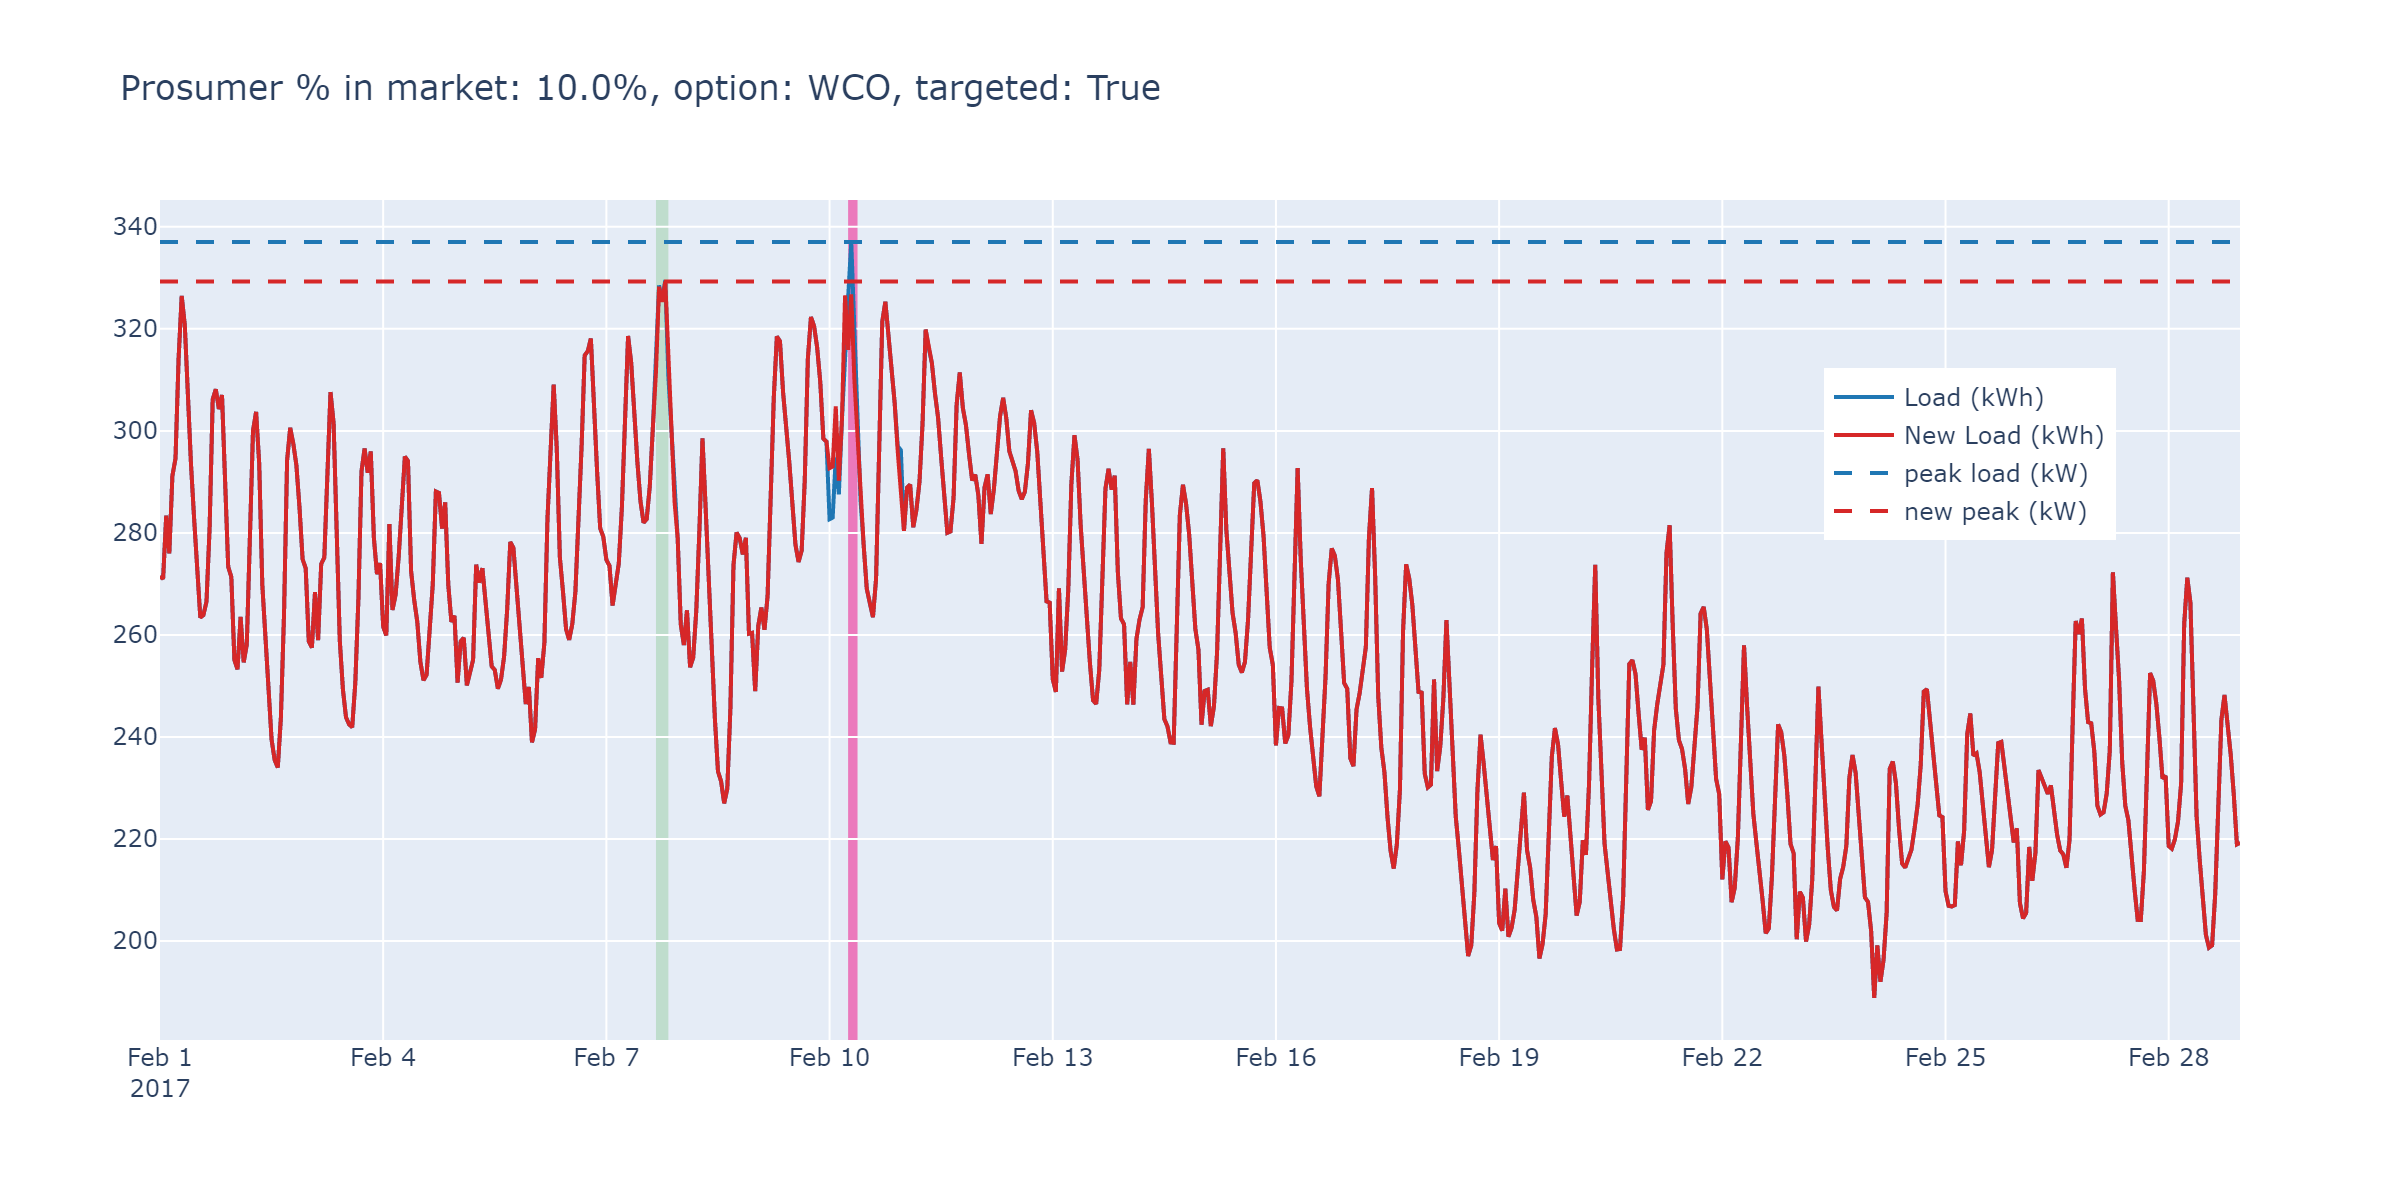 Prosumer % in market: 10.0%, option: WCO, targeted: True
340
320
300
280
260
240
220
200
Load (kWh)
New Load (kWh)
peak load (kW)
new peak (kW)
Feb 1 Feb 4 Feb 7 Feb 10 Feb 13 Feb 16 Feb 19 Feb 22 Feb 25 Feb 28
2017